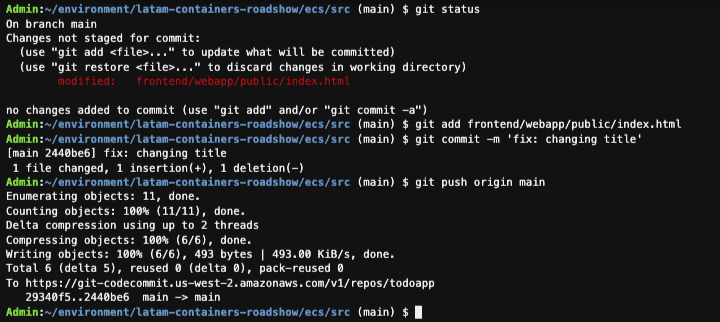 Admin:~/environment/latam-containers-roadshow/ecs/src (main) $ git status
On branch main
Changes not staged for commit:
  (use "git add <file>..." to update what will be committed)
  (use "git restore <file>..." to discard changes in working directory)
        modified:   frontend/webapp/public/index.html

no changes added to commit (use "git add" and/or "git commit -a")
Admin:~/environment/latam-containers-roadshow/ecs/src (main) $ git add frontend/webapp/public/index.html
Admin:~/environment/latam-containers-roadshow/ecs/src (main) $ git commit -m 'fix: changing title'
[main 2440be6] fix: changing title
 1 file changed, 1 insertion(+), 1 deletion(-)
Admin:~/environment/latam-containers-roadshow/ecs/src (main) $ git push origin main
Enumerating objects: 11, done.
Counting objects: 100% (11/11), done.
Delta compression using up to 2 threads
Compressing objects: 100% (6/6), done.
Writing objects: 100% (6/6), 493 bytes | 493.00 KiB/s, done.
Total 6 (delta 5), reused 0 (delta 0), pack-reused 0
To https://git-codecommit.us-west-2.amazonaws.com/v1/repos/todoapp
   29340f5..2440be6  main -> main
Admin:~/environment/latam-containers-roadshow/ecs/src (main) $